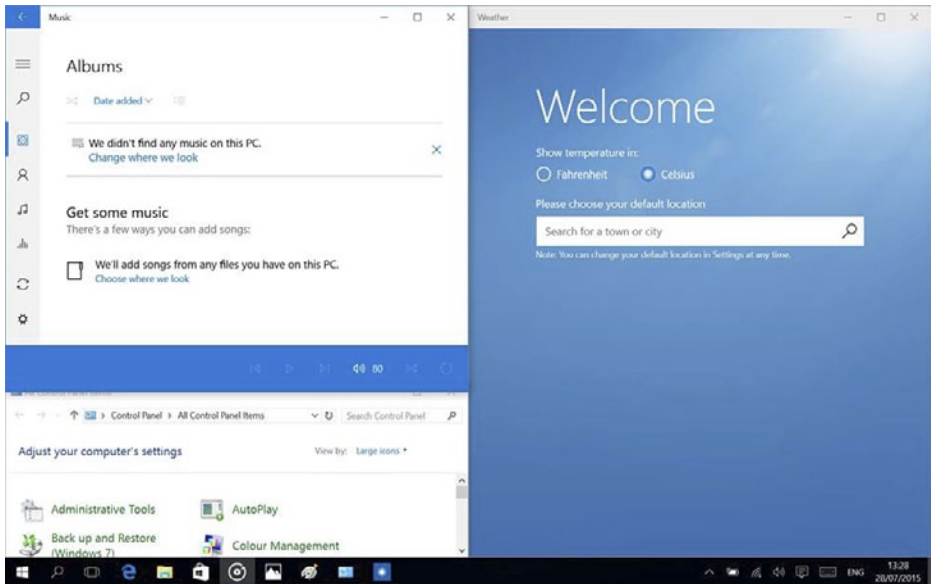 Music
Albums
Date added
We didn't find any music on this PC.
Change where we look
Get some music
There's a few ways you can add songs:
We'll add songs from any files you have on this PC.
Choose where we look
80
Control Panel > All Control Panel Items
Search Control Panel
Adjust your computer's settings
View by: Large icons
Administrative Tools
AutoPlay
Back up and Restore
(Windows 7)
Colour Management
Weather
Welcome
Show temperature in:
Fahrenheit
Celsius
Please choose your default location
Search for a town or city
Note: You can change your default location in Settings at any time.
ENG
13:28
28/07/2015